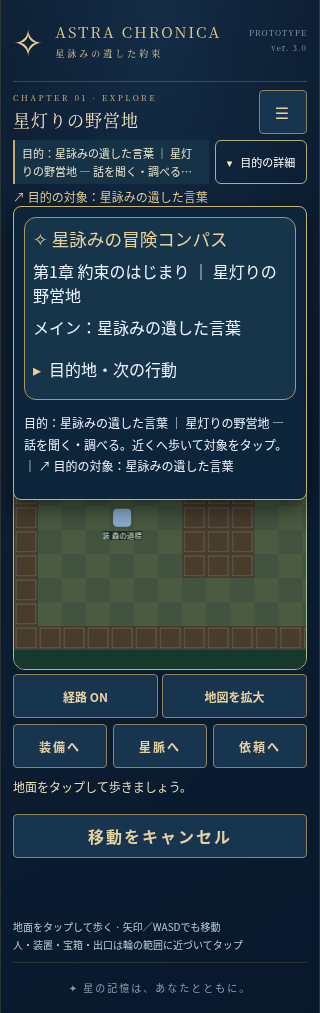 ASTRA CHRONICA
星詠みの遺した約束
PROTOTYPE
ver. 3.0
CHAPTER 01 · EXPLORE
星灯りの野営地
☰
目的：星詠みの遺した言葉 ｜ 星灯
りの野営地 — 話を聞く・調べる…
▾ 目的の詳細
↗ 目的の対象：星詠みの遺した言葉
✧ 星詠みの冒険コンパス
第1章 約束のはじまり ｜ 星灯りの
野営地
メイン：星詠みの遺した言葉
▸ 目的地・次の行動
目的：星詠みの遺した言葉 ｜ 星灯りの野営地 —
話を聞く・調べる。近くへ歩いて対象をタップ。
｜ ↗ 目的の対象：星詠みの遺した言葉
装 森の道標
経路 ON
地図を拡大
装備へ
星脈へ
依頼へ
地面をタップして歩きましょう。
移動をキャンセル
地面をタップして歩く · 矢印／WASDでも移動
人・装置・宝箱・出口は輪の範囲に近づいてタップ
✦ 星の記憶は、あなたとともに。